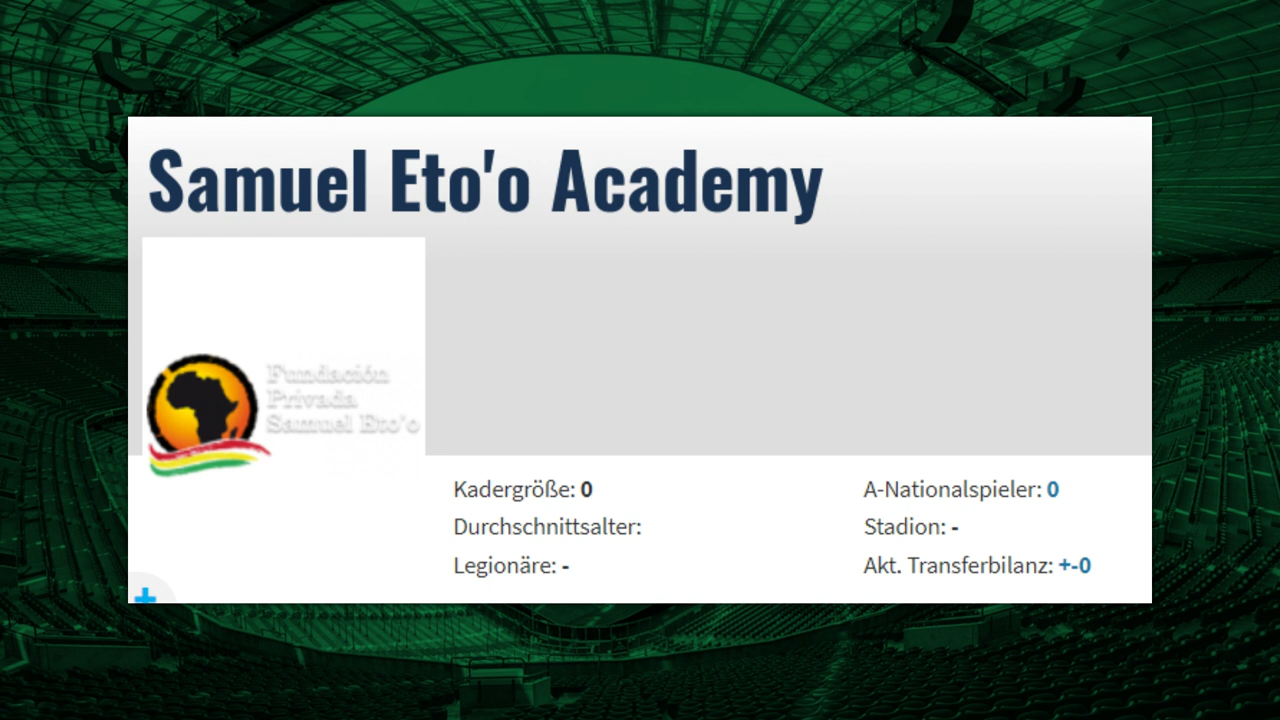 Samuel Eto'o Academy
Fundación
Privada
Samuel Eto'o
Kadergröße: 0
Durchschnittsalter:
Legionäre: -
A-Nationalspieler: 0
Stadion: -
Akt. Transferbilanz: +-0